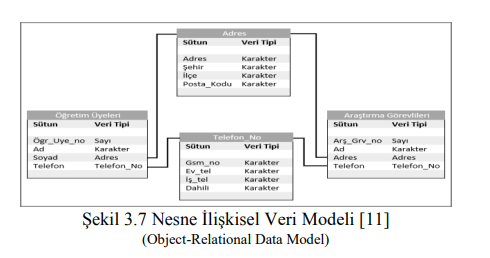 Adres
Sütun Veri Tipi
Adres Karakter
Şehir Karakter
İlçe Karakter
Posta_Kodu Karakter
Öğretim Üyeleri
Sütun Veri Tipi
Öğr_Uye_no Sayı
Ad Karakter
Soyad Adres
Telefon Telefon_No
Telefon_No
Sütun Veri Tipi
Gsm_no Karakter
Ev_tel Karakter
İş_tel Karakter
Dahili Karakter
Araştırma Görevlileri
Sütun Veri Tipi
Arş_Grv_no Sayı
Ad Karakter
Adres Adres
Telefon Telefon_No
Şekil 3.7 Nesne İlişkisel Veri Modeli [11]
(Object-Relational Data Model)